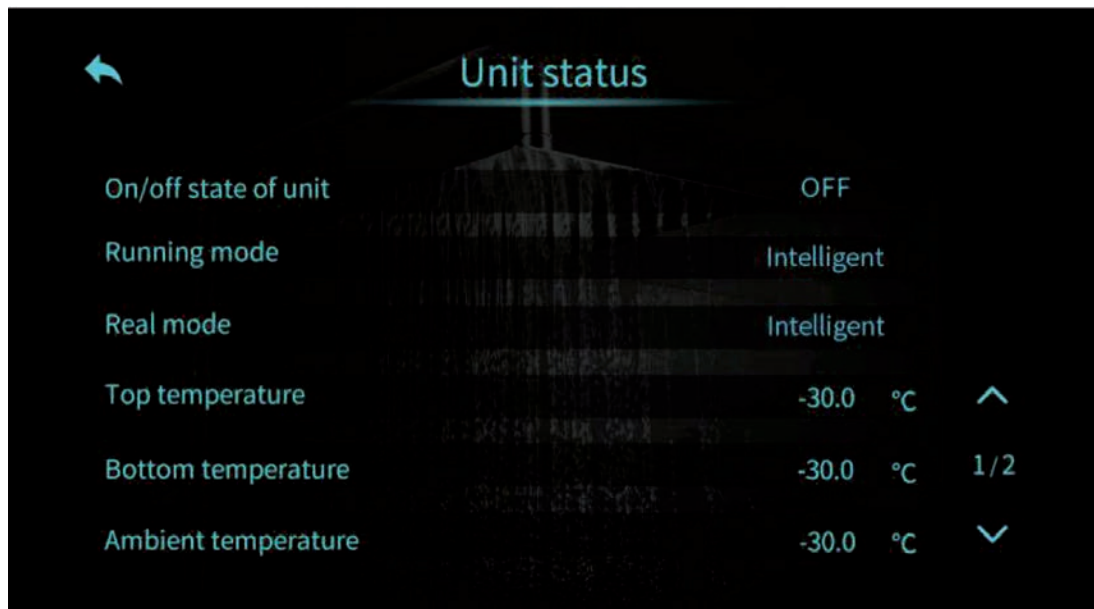 Unit status
On/off state of unit OFF
Running mode Intelligent
Real mode Intelligent
Top temperature -30.0 °C
Bottom temperature -30.0 °C 1/2
Ambient temperature -30.0 °C